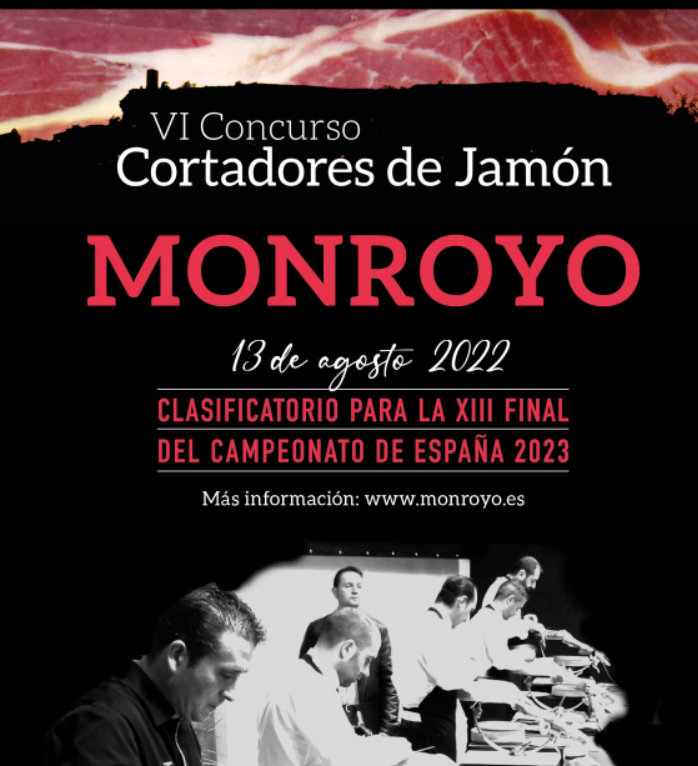 VI Concurso
Cortadores de Jamón
MONROYO
13 de agosto 2022
CLASIFICATORIO PARA LA XIII FINAL
DEL CAMPEONATO DE ESPAÑA 2023
Más información: www.monroyo.es